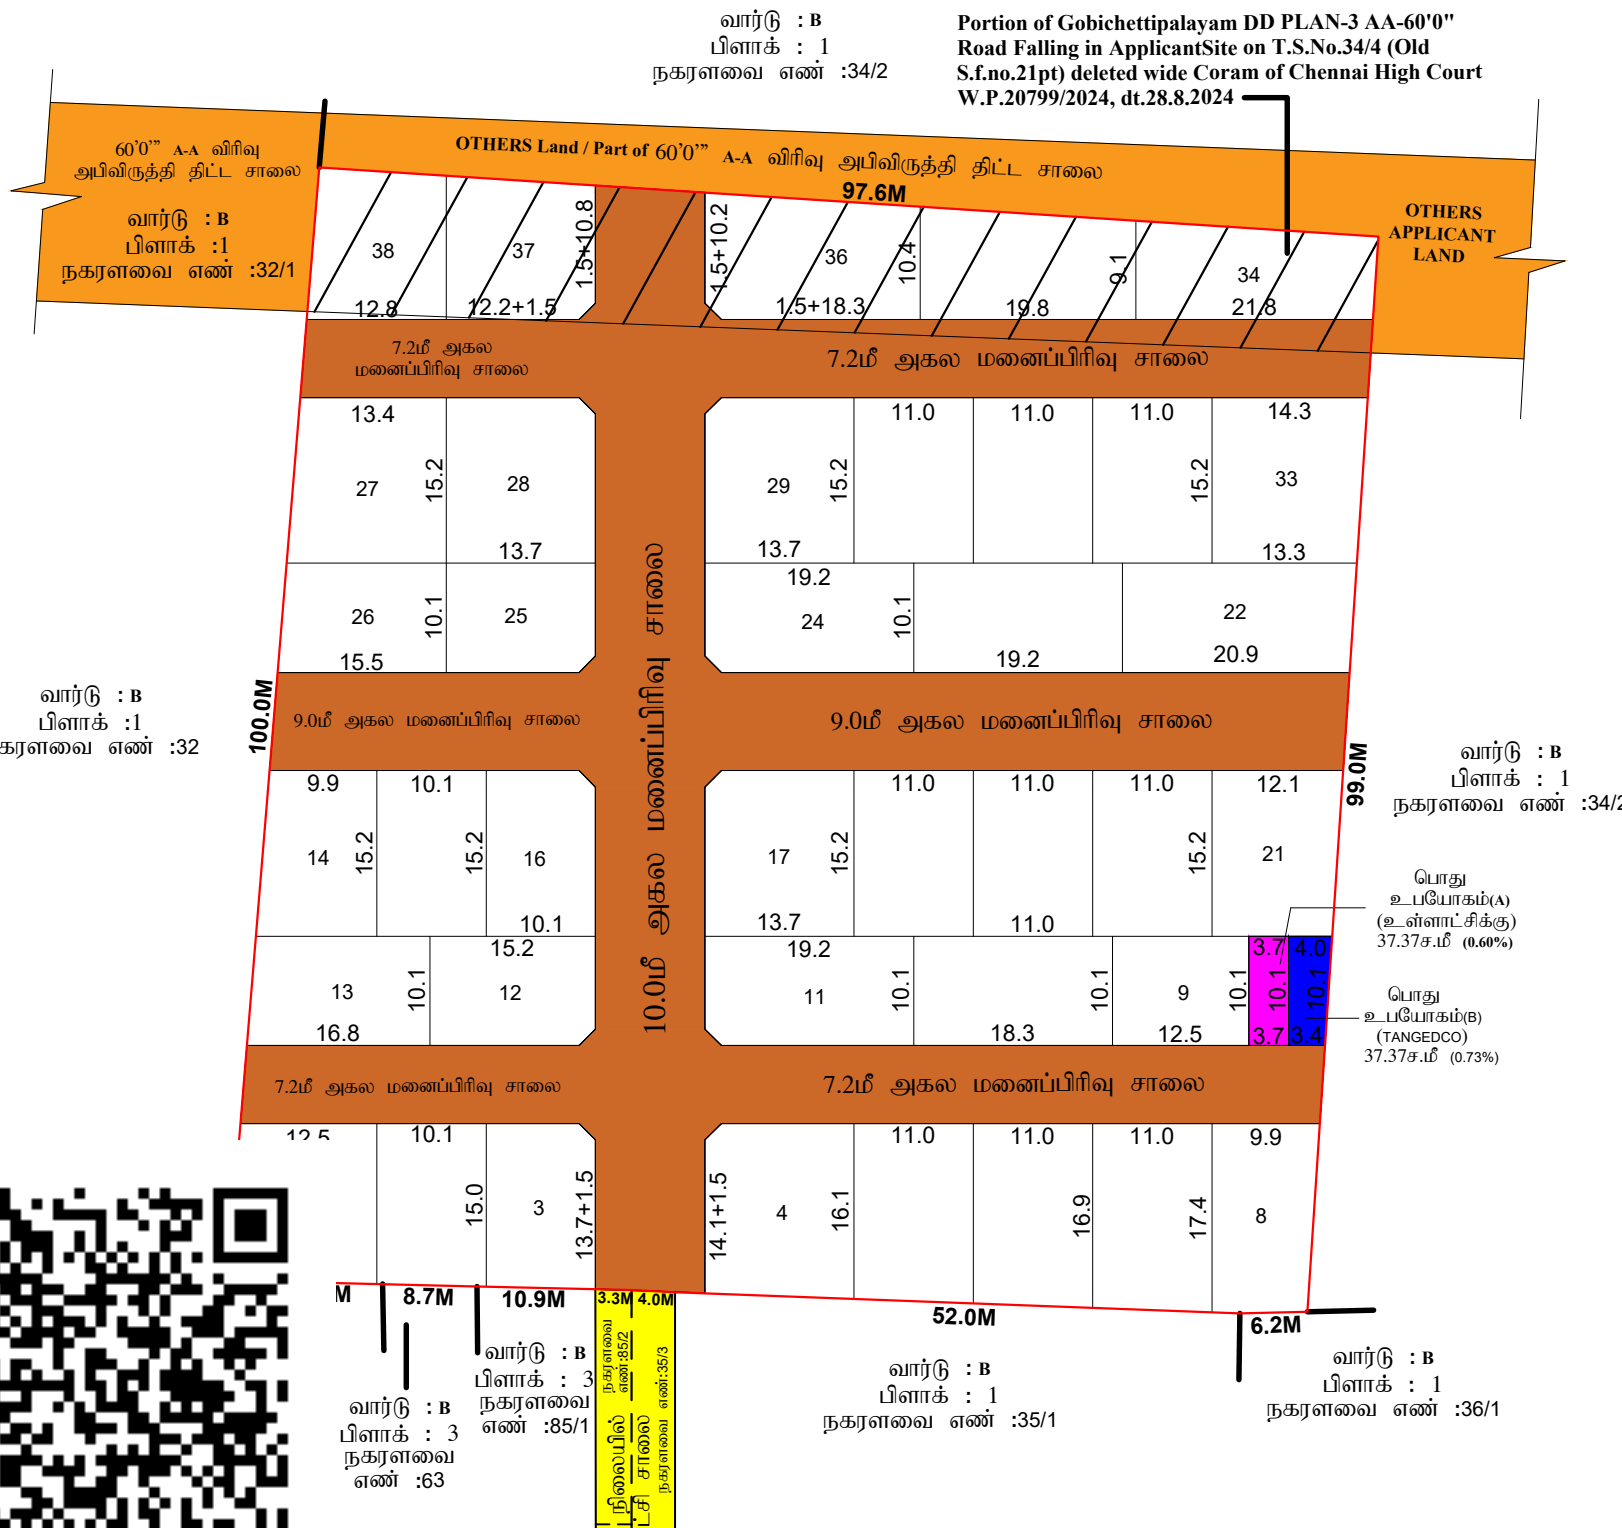 வார்டு : B
பிளாக் : 1
நகரளவை எண் :34/2
Portion of Gobichettipalayam DD PLAN-3 AA-60'0"
Road Falling in ApplicantSite on T.S.No.34/4 (Old
S.f.no.21pt) deleted wide Coram of Chennai High Court
W.P.20799/2024, dt.28.8.2024
60'0'" A-A விரிவு
அபிவிருத்தி திட்ட சாலை
OTHERS Land / Part of 60'0'" A-A விரிவு அபிவிருத்தி திட்ட சாலை
97.6M
வார்டு : B
பிளாக் :1
நகரளவை எண் :32/1
OTHERS
APPLICANT
LAND
38
37
1.5+10.8
1.5+10.2
36
10.4
9.1
34
12.8
12.2+1.5
1.5+18.3
19.8
21.8
7.2மீ அகல
மனைப்பிரிவு சாலை
7.2மீ அகல மனைப்பிரிவு சாலை
13.4
11.0
11.0
11.0
14.3
27
15.2
28
29
15.2
15.2
33
13.7
13.7
13.3
19.2
26
10.1
25
24
10.1
22
15.5
19.2
20.9
வார்டு : B
பிளாக் :1
கரளவை எண் :32
100.0M
9.0மீ அகல மனைப்பிரிவு சாலை
10.0மீ அகல மனைப்பிரிவு சாலை
9.0மீ அகல மனைப்பிரிவு சாலை
99.0M
வார்டு : B
பிளாக் : 1
நகரளவை எண் :34/2
9.9
10.1
11.0
11.0
11.0
12.1
14
15.2
15.2
16
17
15.2
15.2
21
10.1
13.7
11.0
பொது
உபயோகம்(A)
(உள்ளாட்சிக்கு)
37.37ச.மீ (0.60%)
15.2
19.2
3.7
4.0
13
10.1
12
11
10.1
10.1
9
10.1
10.1
10.1
16.8
18.3
12.5
3.7
3.4
பொது
உபயோகம்(B)
(TANGEDCO)
37.37ச.மீ (0.73%)
7.2மீ அகல மனைப்பிரிவு சாலை
7.2மீ அகல மனைப்பிரிவு சாலை
12.5
10.1
11.0
11.0
11.0
9.9
15.0
3
13.7+1.5
14.1+1.5
4
16.1
16.9
17.4
8
M
8.7M
10.9M
3.3M
4.0M
52.0M
6.2M
வார்டு : B
பிளாக் : 3
நகரளவை
எண் :63
வார்டு : B
பிளாக் : 3
நகரளவை
எண் :85/1
நகரளவை
எண்:85/2
நிலையில்
ட்சி சாலை
நகரளவை எண்:35/3
வார்டு : B
பிளாக் : 1
நகரளவை எண் :35/1
வார்டு : B
பிளாக் : 1
நகரளவை எண் :36/1